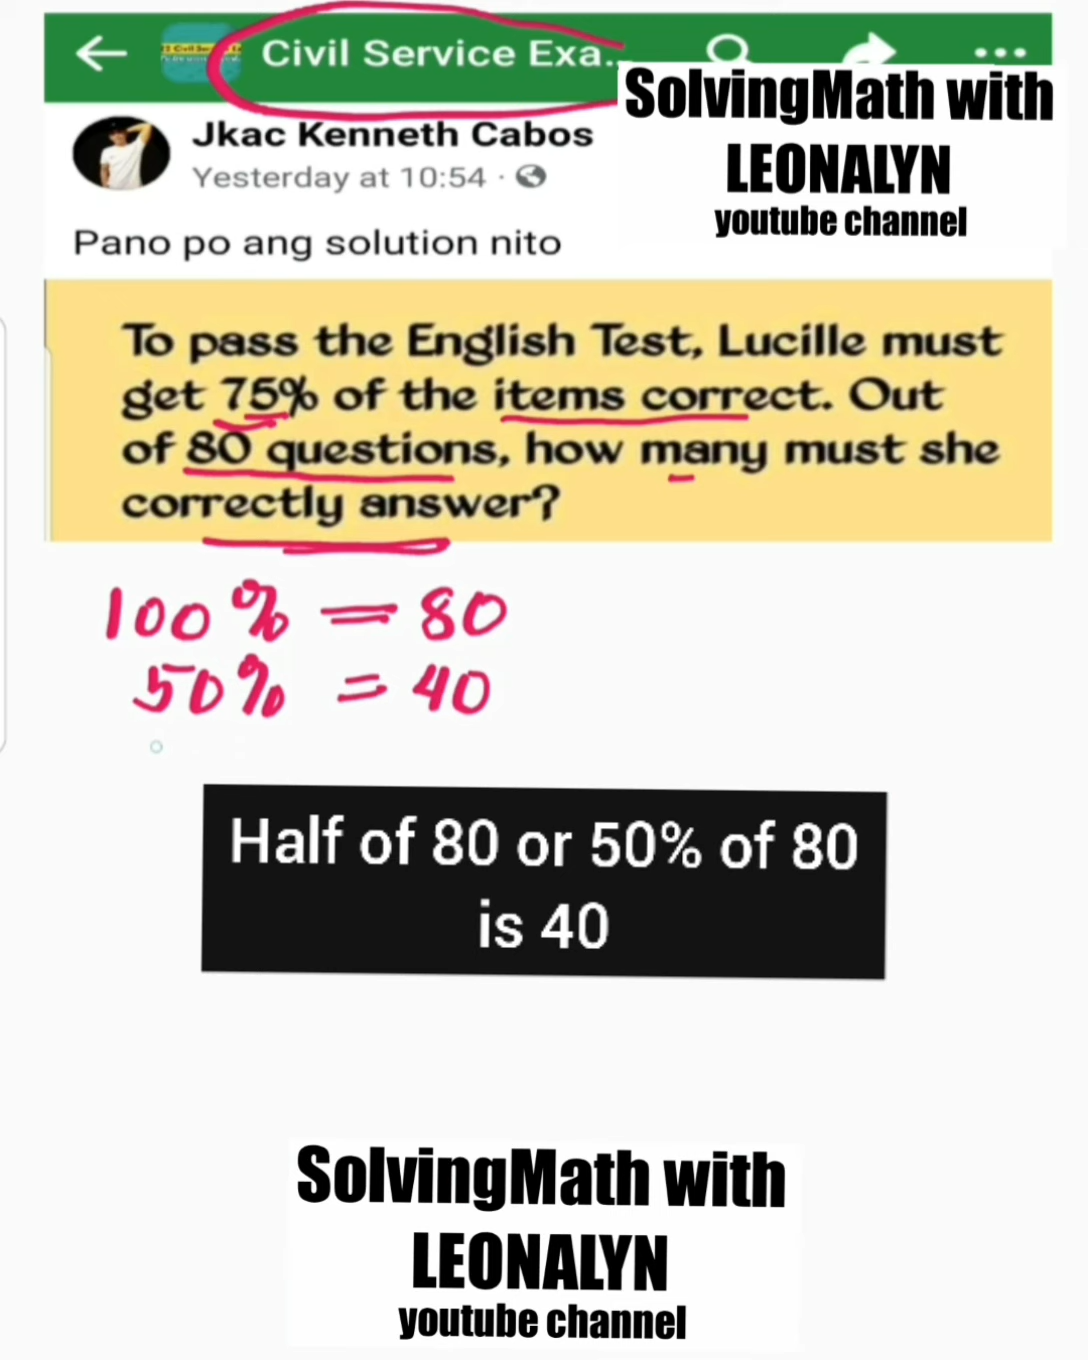 Civil Service Exa...
SolvingMath with
LEONALYN
youtube channel
Jkac Kenneth Cabos
Yesterday at 10:54 ·
Pano po ang solution nito
To pass the English Test, Lucille must
get 75% of the items correct. Out
of 80 questions, how many must she
correctly answer?
100% = 80
50% = 40
Half of 80 or 50% of 80
is 40
SolvingMath with
LEONALYN
youtube channel